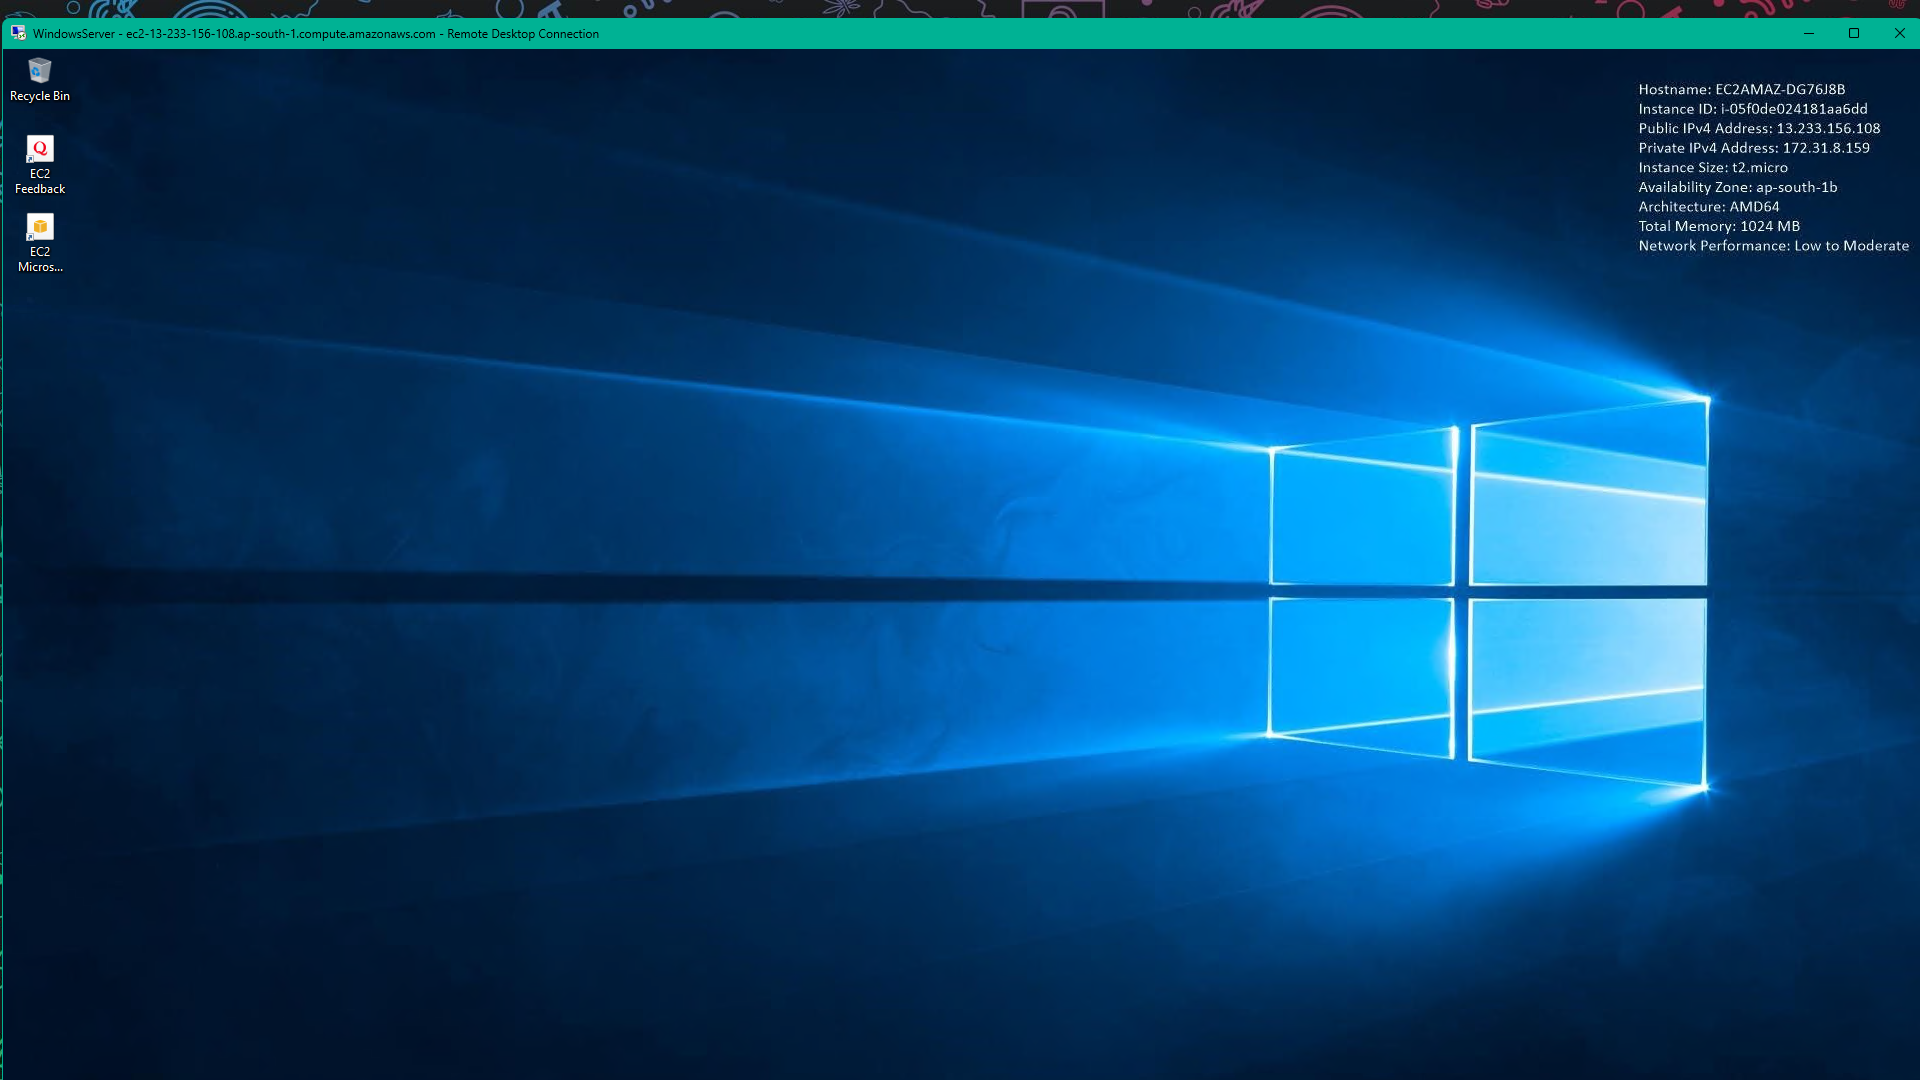 WindowsServer - ec2-13-233-156-108.ap-south-1.compute.amazonaws.com - Remote Desktop Connection
Recycle Bin
EC2
Feedback
EC2
Micros...
Hostname: EC2AMAZ-DG76J8B
Instance ID: i-05f0de024181aa6dd
Public IPv4 Address: 13.233.156.108
Private IPv4 Address: 172.31.8.159
Instance Size: t2.micro
Availability Zone: ap-south-1b
Architecture: AMD64
Total Memory: 1024 MB
Network Performance: Low to Moderate